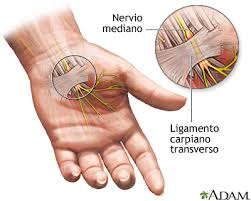 Nervio
mediano
Ligamento
carpiano
transverso
ADAM.